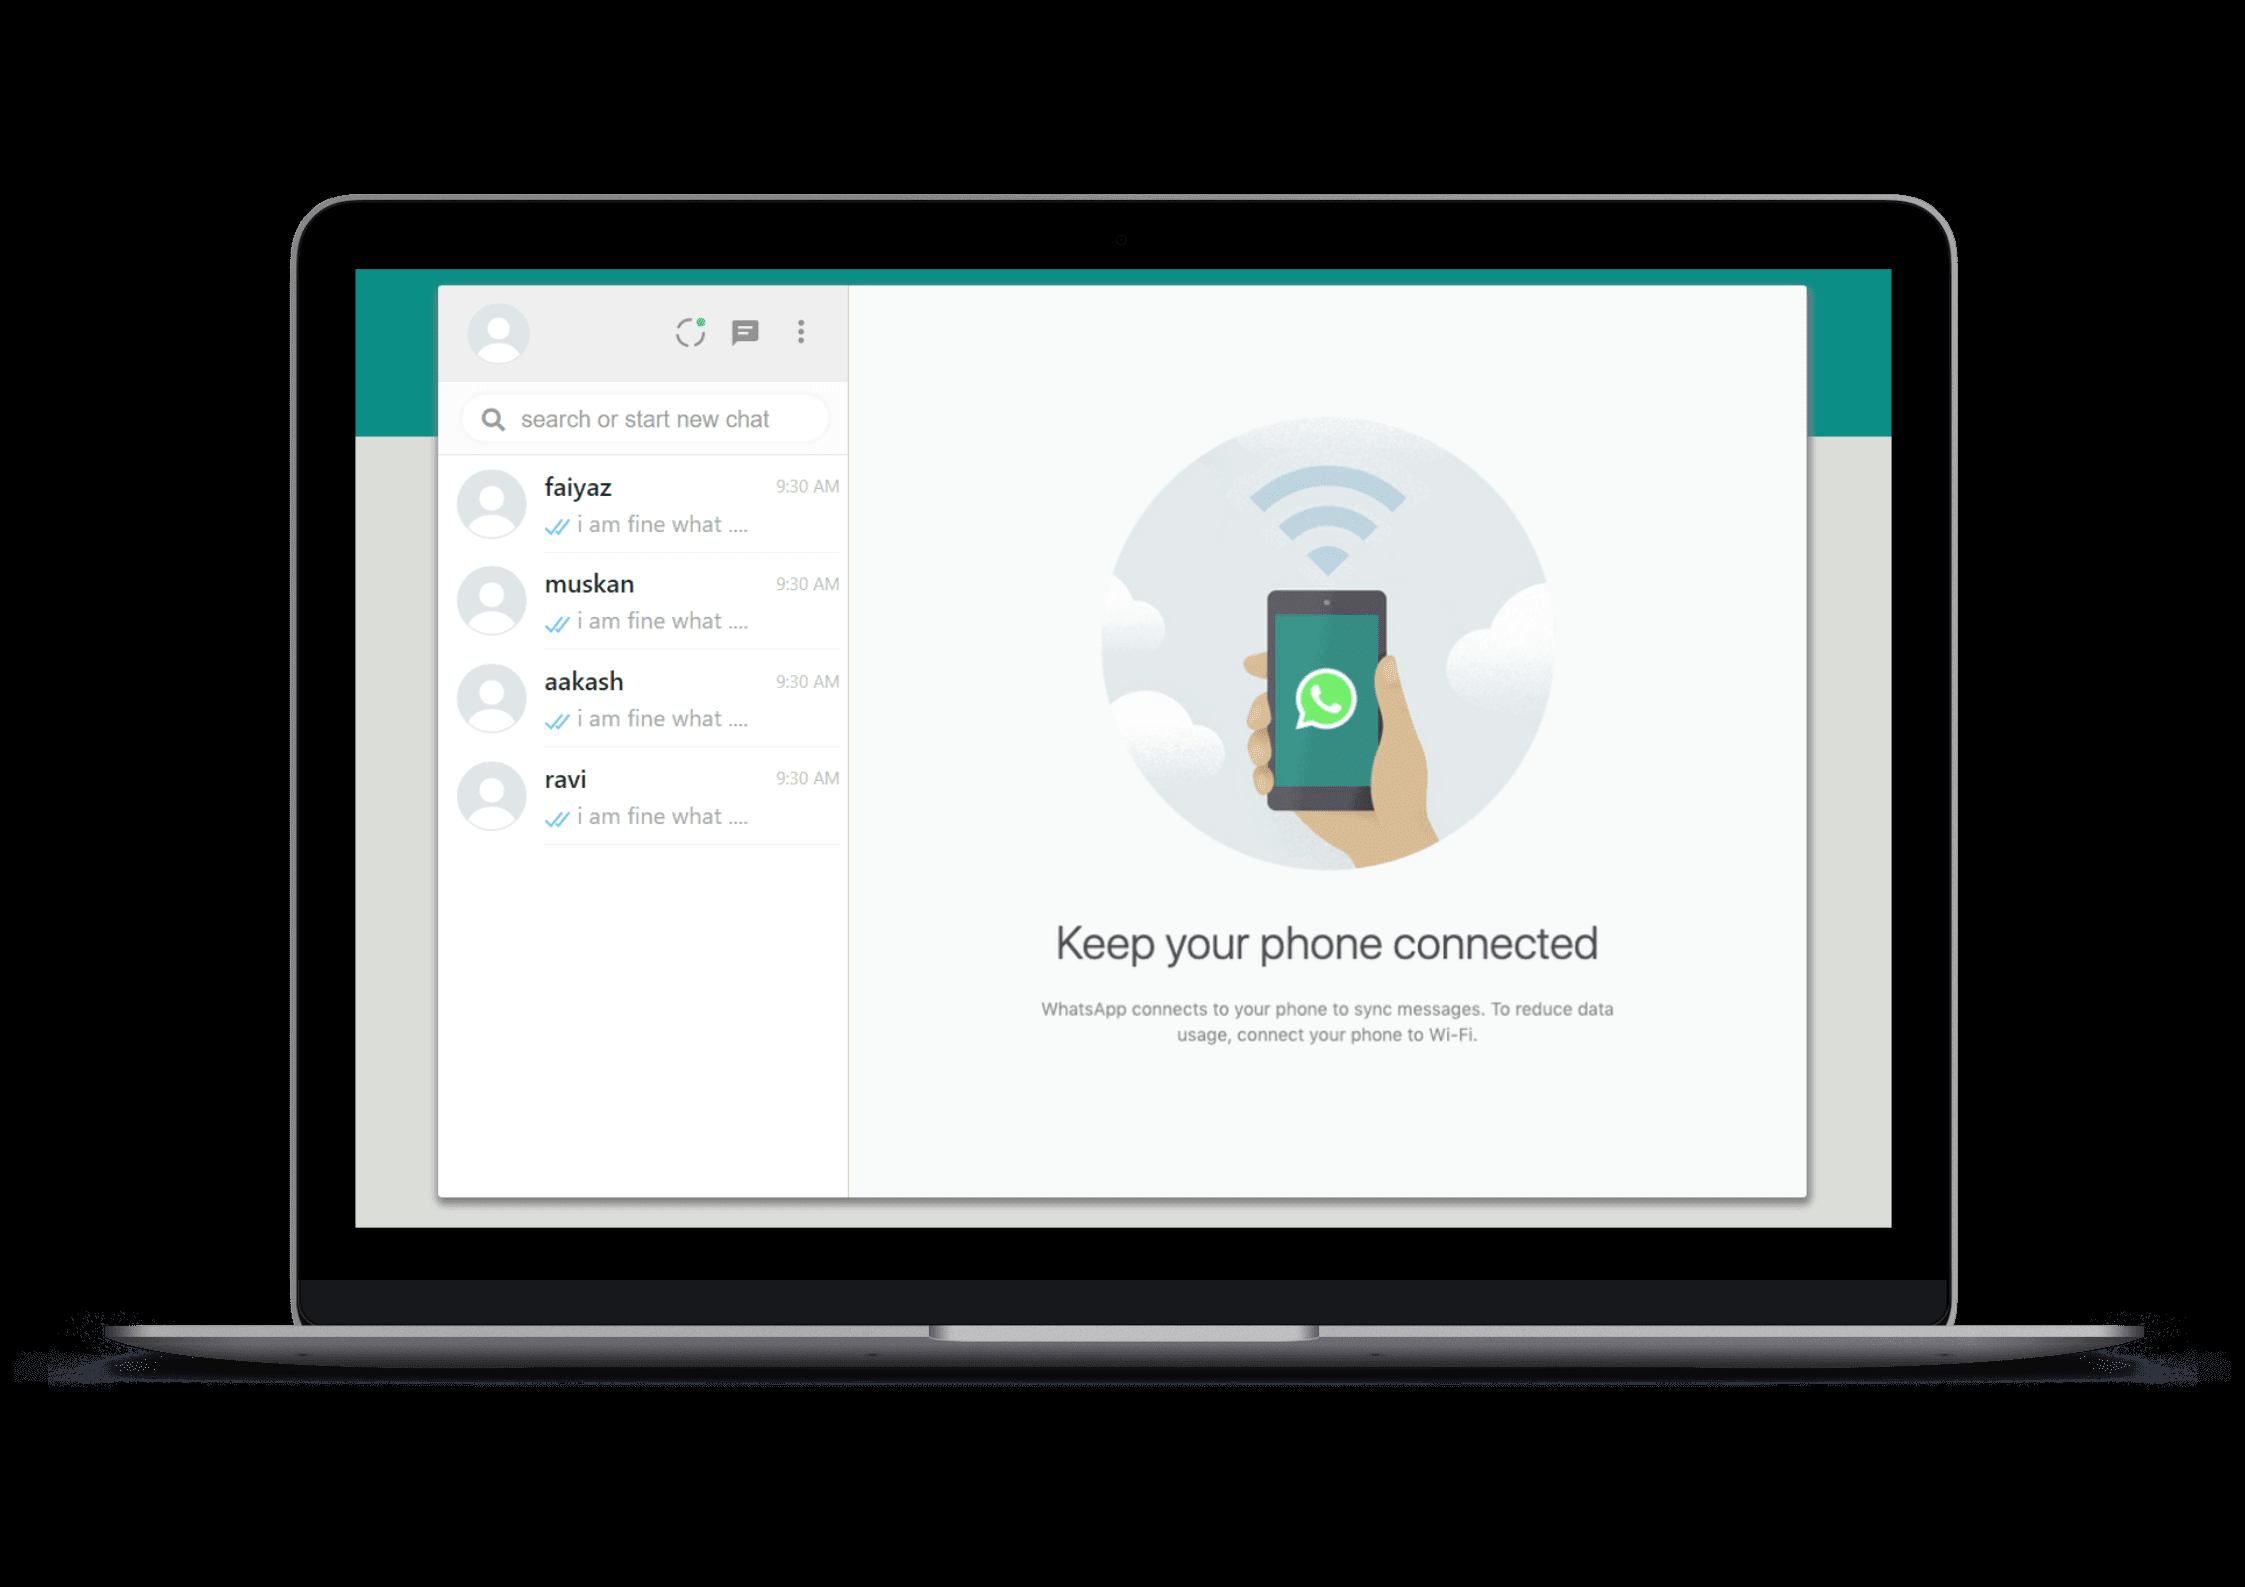 search or start new chat
faiyaz
9:30 AM
i am fine what ....
muskan
9:30 AM
i am fine what ....
aakash
9:30 AM
i am fine what ....
ravi
9:30 AM
i am fine what ....
Keep your phone connected
WhatsApp connects to your phone to sync messages. To reduce data
usage, connect your phone to Wi-Fi.